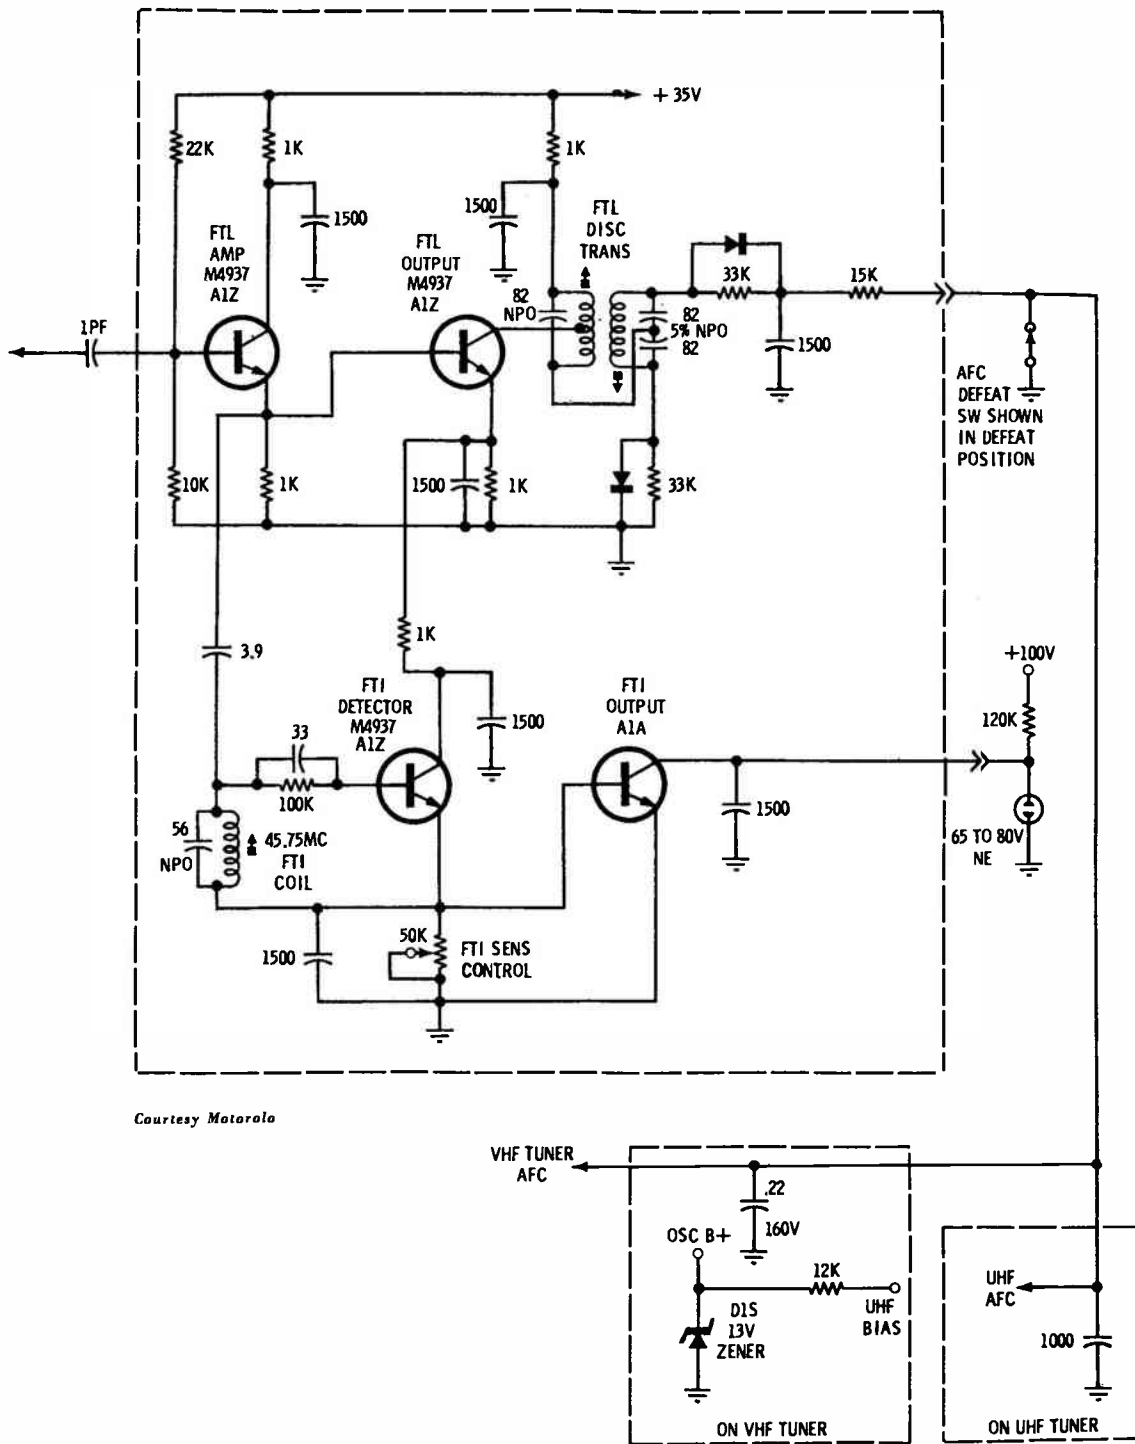 + 35V
22K
1K
1K
1500
1500
FTL
DISC
TRANS
FTL
AMP
M4937
A1Z
FTL
OUTPUT
M4937
A1Z
33K
15K
82
NPO
82
5% NPO
82
1PF
1500
AFC
DEFEAT
SW SHOWN
IN DEFEAT
POSITION
10K
1K
1500
1K
33K
1K
3.9
+100V
FTI
DETECTOR
M4937
A1Z
FTI
OUTPUT
A1A
1500
120K
33
100K
1500
56
NPO
45.75MC
FTI
COIL
65 TO 80V
NE
50K
FTI SENS
CONTROL
1500
Courtesy Motorola
VHF TUNER
AFC
.22
160V
OSC B+
12K
UHF
BIAS
UHF
AFC
D1S
13V
ZENER
1000
ON VHF TUNER
ON UHF TUNER